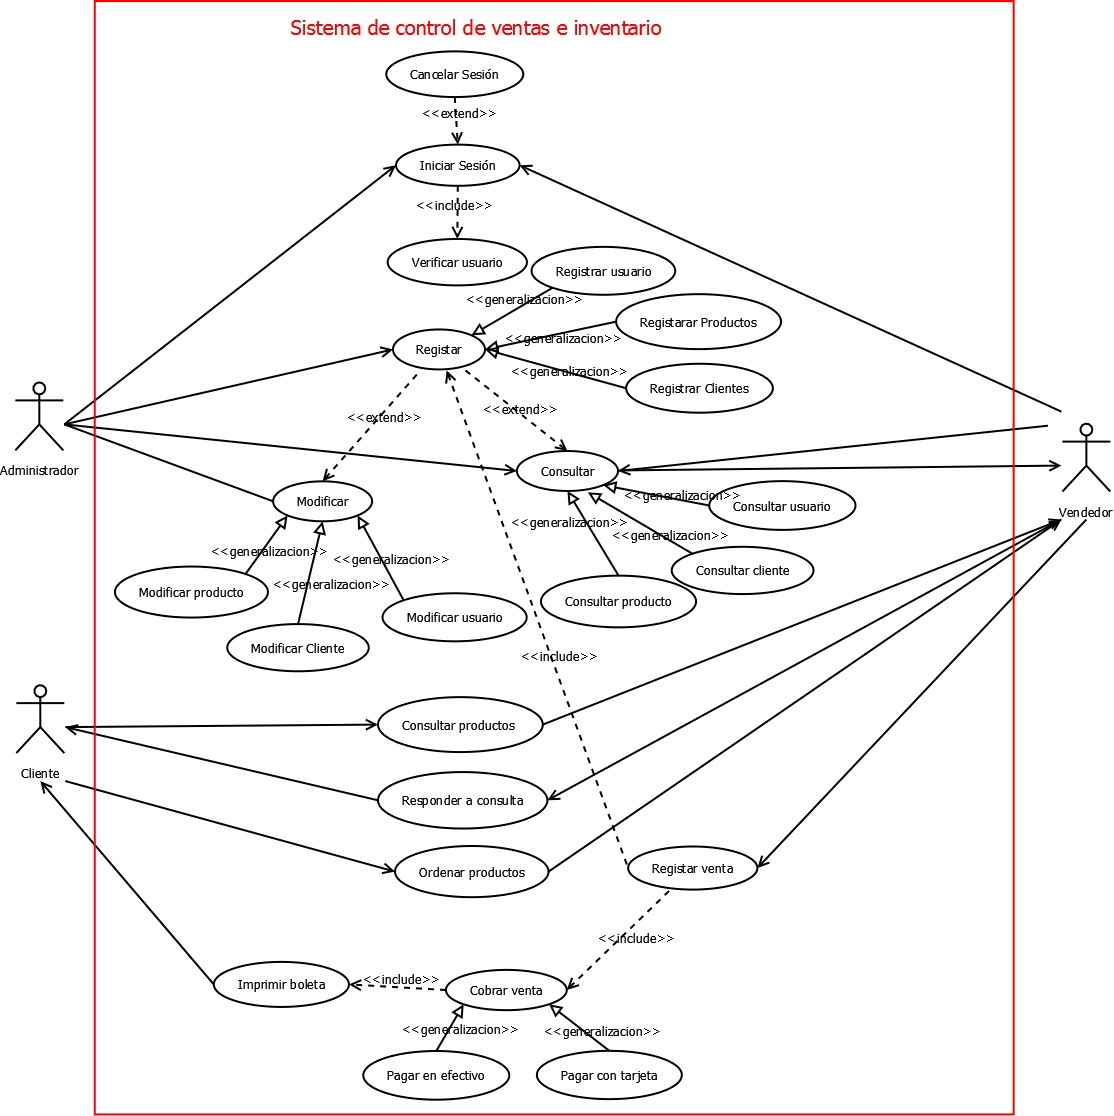 Sistema de control de ventas e inventario
Cancelar Sesión
<<extend>>
Iniciar Sesión
<<include>>
Verificar usuario
Registrar usuario
<<generalizacion>>
Registarar Productos
<<generalizacion>>
Registar
<<generalizacion>>
Registrar Clientes
<<extend>>
<<extend>>
Administrador
Consultar
Modificar
<<generalizacion>>
Consultar usuario
Vendedor
<<generalizacion>>
<<generalizacion>>
<<generalizacion>>
<<generalizacion>>
<<generalizacion>>
Consultar cliente
Modificar producto
Consultar producto
Modificar usuario
Modificar Cliente
<<include>>
Consultar productos
Cliente
Responder a consulta
Ordenar productos
Registar venta
<<include>>
Imprimir boleta
<<include>>
Cobrar venta
<<generalizacion>>
<<generalizacion>>
Pagar en efectivo
Pagar con tarjeta